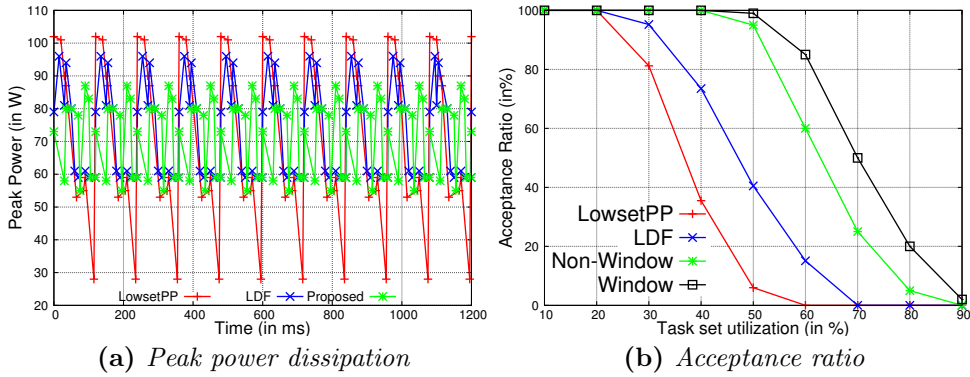 Peak Power (in W)
110
100
90
80
70
60
50
40
30
20
LowsetPP
LDF
Proposed
0
200
400
600
800
1000
1200
Time (in ms)
(a) Peak power dissipation
Acceptance Ratio (in%)
100
80
60
40
20
0
LowsetPP
LDF
Non-Window
Window
10
20
30
40
50
60
70
80
90
Task set utilization (in %)
(b) Acceptance ratio